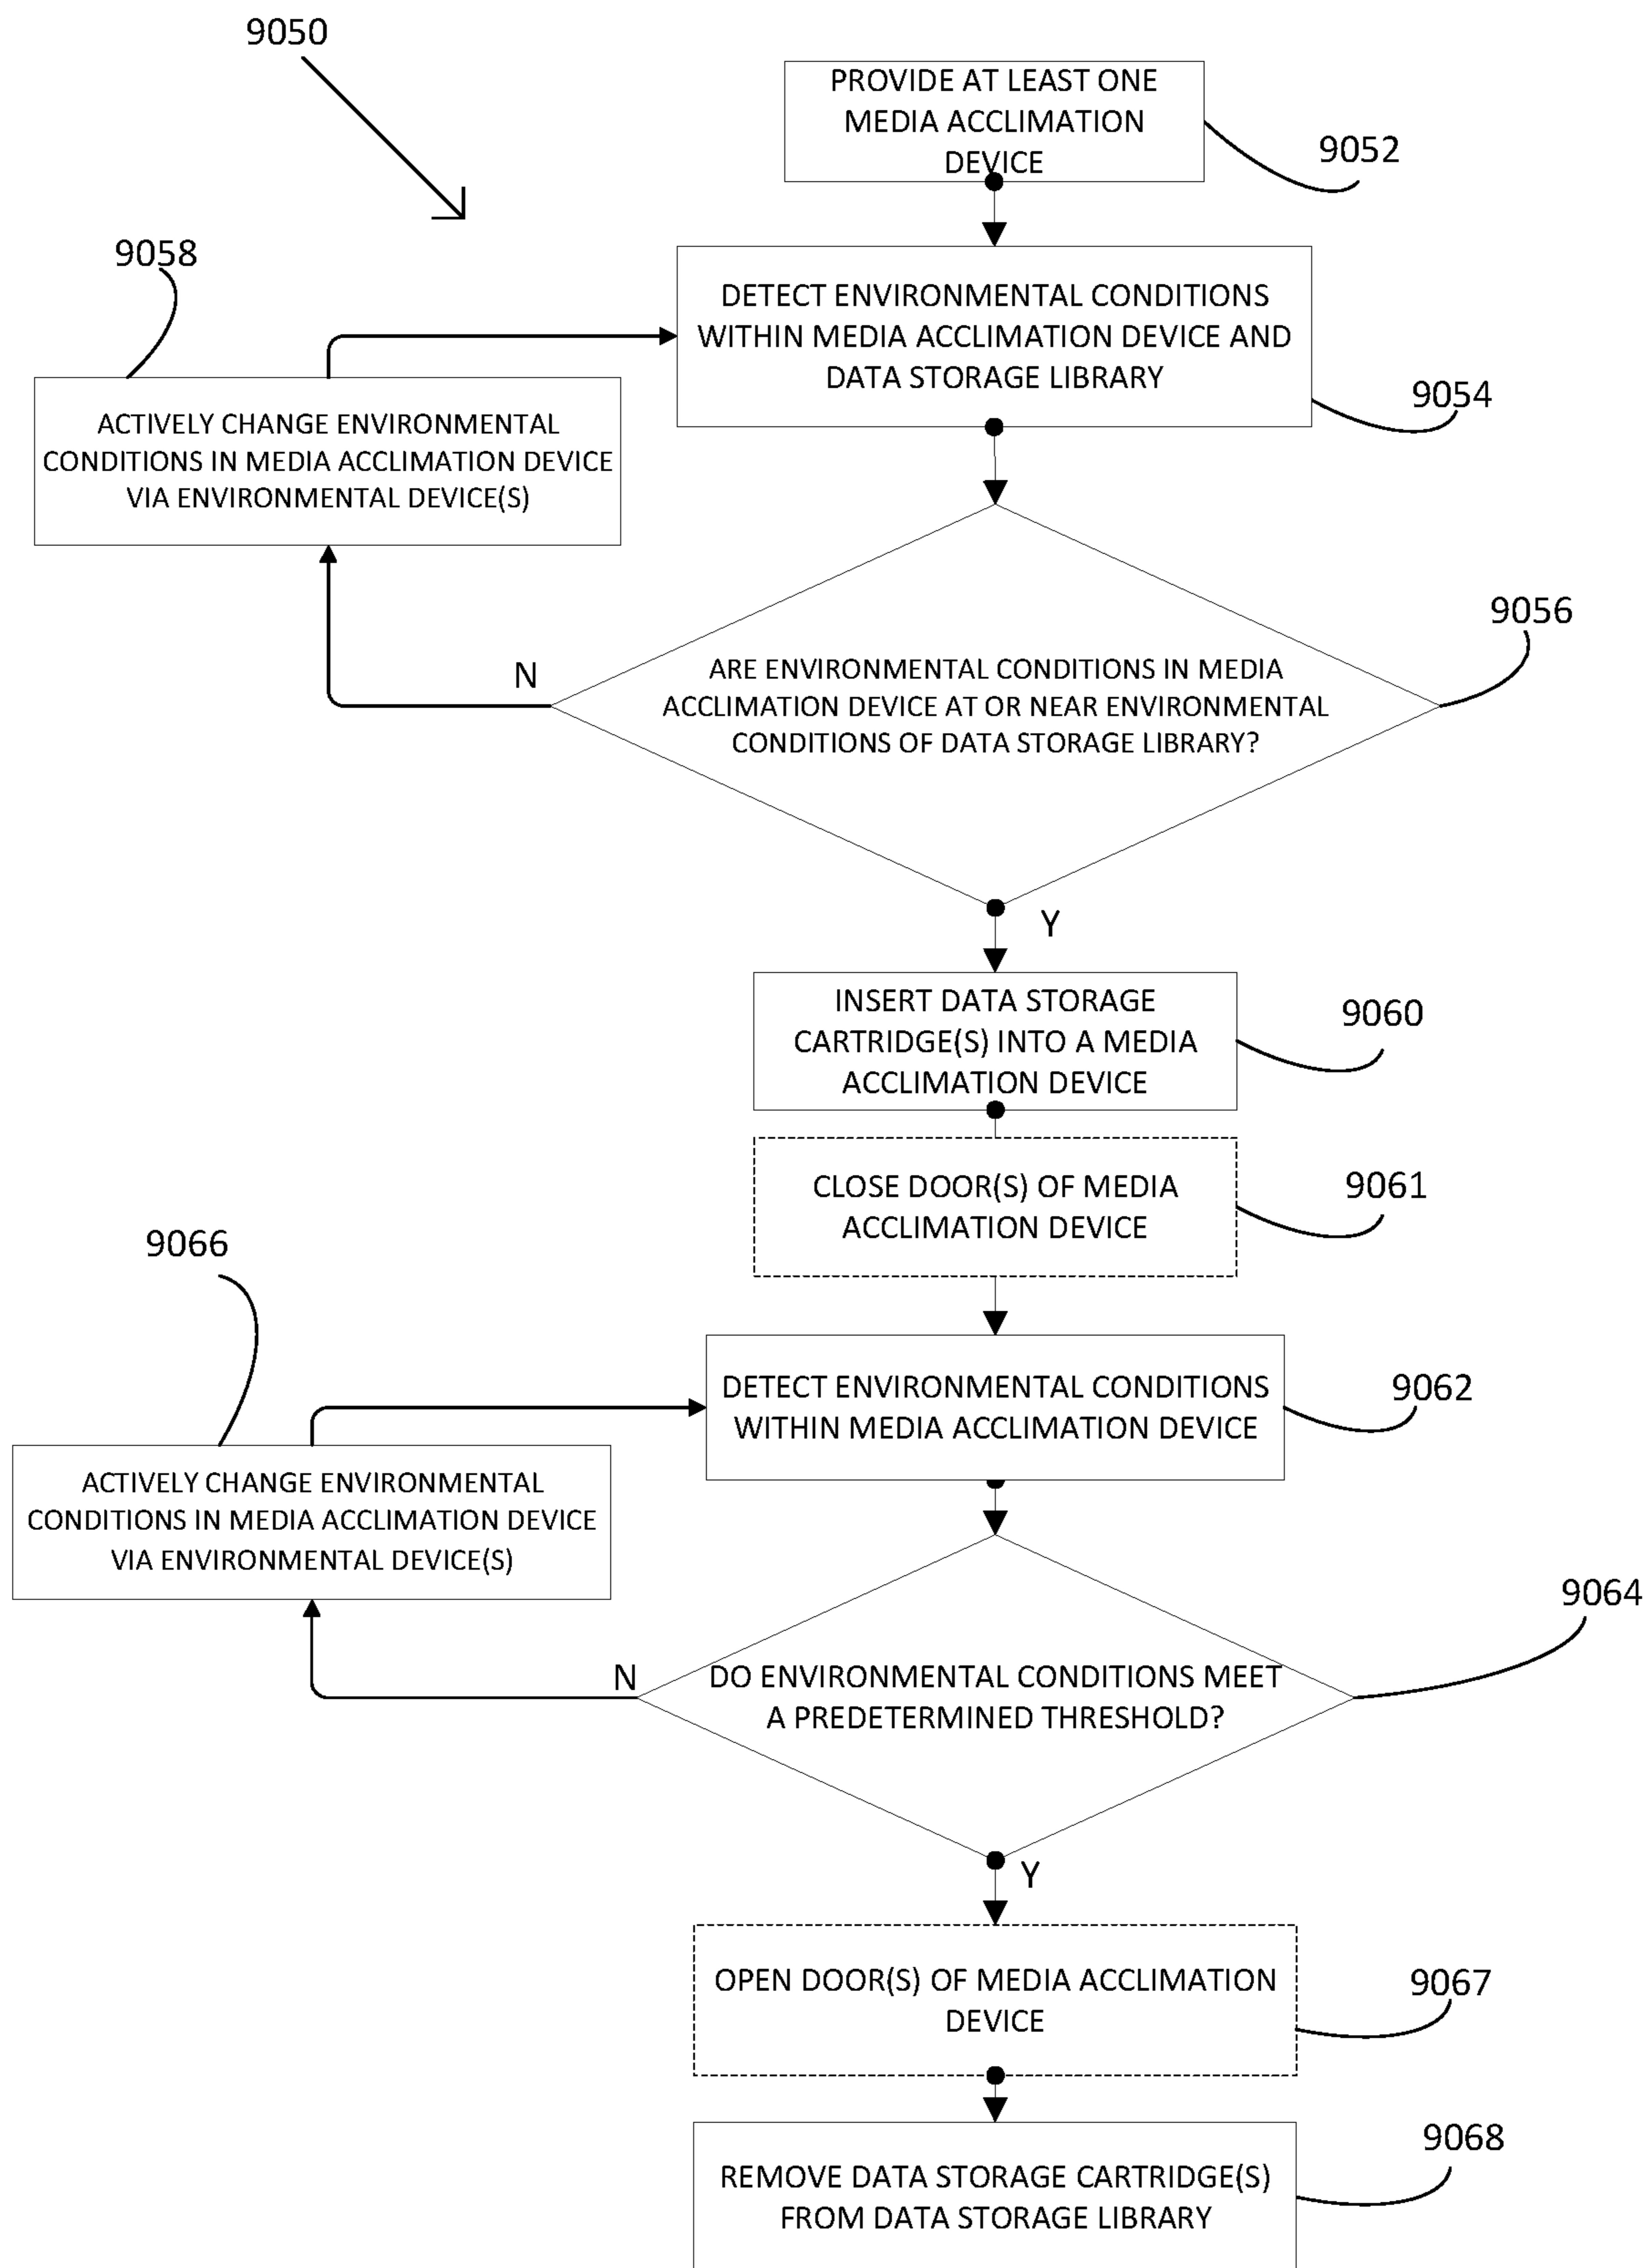 9050
PROVIDE AT LEAST ONE
MEDIA ACCLIMATION
DEVICE
9052
9058
DETECT ENVIRONMENTAL CONDITIONS
WITHIN MEDIA ACCLIMATION DEVICE AND
DATA STORAGE LIBRARY
9054
ACTIVELY CHANGE ENVIRONMENTAL
CONDITIONS IN MEDIA ACCLIMATION DEVICE
VIA ENVIRONMENTAL DEVICE(S)
9056
N
ARE ENVIRONMENTAL CONDITIONS IN MEDIA
ACCLIMATION DEVICE AT OR NEAR ENVIRONMENTAL
CONDITIONS OF DATA STORAGE LIBRARY?
Y
INSERT DATA STORAGE
CARTRIDGE(S) INTO A MEDIA
ACCLIMATION DEVICE
9060
CLOSE DOOR(S) OF MEDIA
ACCLIMATION DEVICE
9061
9066
DETECT ENVIRONMENTAL CONDITIONS
WITHIN MEDIA ACCLIMATION DEVICE
9062
ACTIVELY CHANGE ENVIRONMENTAL
CONDITIONS IN MEDIA ACCLIMATION DEVICE
VIA ENVIRONMENTAL DEVICE(S)
9064
N
DO ENVIRONMENTAL CONDITIONS MEET
A PREDETERMINED THRESHOLD?
Y
OPEN DOOR(S) OF MEDIA ACCLIMATION
DEVICE
9067
REMOVE DATA STORAGE CARTRIDGE(S)
FROM DATA STORAGE LIBRARY
9068